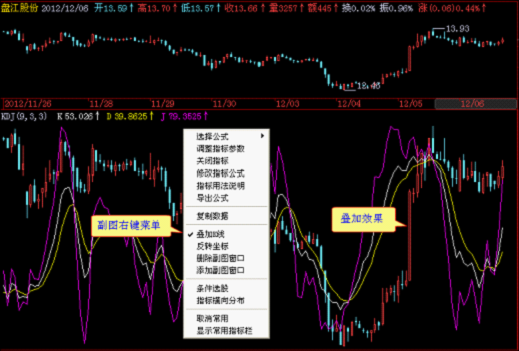 盘江股份 2012/12/06 开13.59↑ 高13.70↑ 低13.57↑ 收13.66↑ 量3257↑ 额445↑ 换0.02% 振0.96% 涨(0.06)0.44%↑
13.93
12.46
2012/11/26 11/28 11/29 11/30 12/03 12/04 12/05 12/06
KDJ(9,3,3) K 53.026↑ D 39.8625↑ J 79.3525↑
选择公式
调整指标参数
关闭指标
修改指标公式
指标用法说明
导出公式
复制数据
副图右键菜单
叠加效果
叠加K线
反转坐标
删除副图窗口
添加副图窗口
条件选股
指标横向分布
取消常用
显示常用指标栏